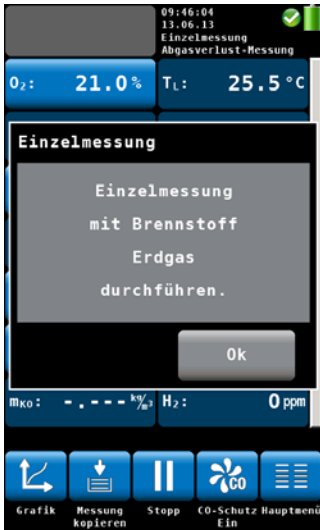 09:46:04
13.06.13
Einzelmessung
Abgasverlust-Messung
O₂: 21.0 % TL: 25.5 °C
Einzelmessung
Einzelmessung
mit Brennstoff
Erdgas
durchführen.
Ok
mKO: -.--- kg/m³ H₂: 0 ppm
CO
Grafik Messung kopieren Stopp CO-Schutz Ein Hauptmenü